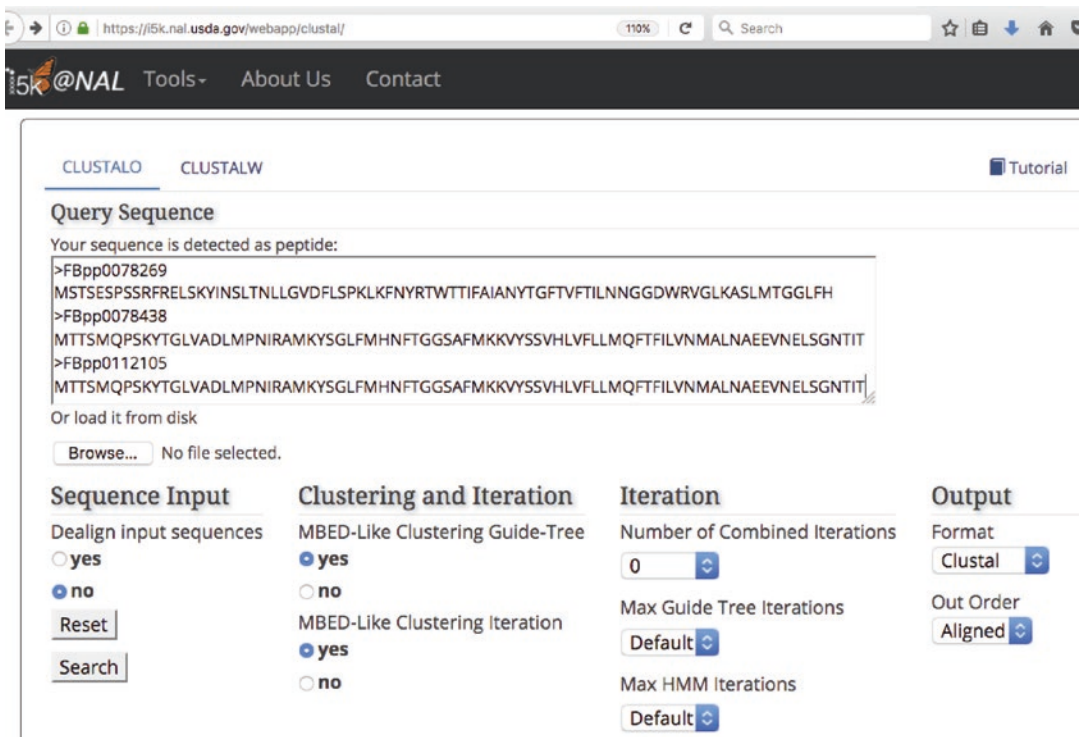 https://i5k.nal.usda.gov/webapp/clustal/ 110% Search
i5k@NAL Tools About Us Contact
CLUSTALO CLUSTALW Tutorial
Query Sequence
Your sequence is detected as peptide:
>FBpp0078269
MSTSESPSSRFRELSKYINSLTNLLGVDFLSPKLKFNYRTWTTIFAIANYTGFTVFTILNNGGDWRVGLKASLMTGGLFH
>FBpp0078438
MTTSMQPSKYTGLVADLMPNIRAMKYSGLFMHNFTGGSAFMKKVYSSVHLVFLLMQFTFILVNMALNAEEVNELSGNTIT
>FBpp0112105
MTTSMQPSKYTGLVADLMPNIRAMKYSGLFMHNFTGGSAFMKKVYSSVHLVFLLMQFTFILVNMALNAEEVNELSGNTIT
Or load it from disk
Browse... No file selected.
Sequence Input Clustering and Iteration Iteration Output
Dealign input sequences MBED-Like Clustering Guide-Tree Number of Combined Iterations Format
yes yes 0 Clustal
no no Max Guide Tree Iterations Out Order
Reset MBED-Like Clustering Iteration Default Aligned
Search yes
no Max HMM Iterations
Default